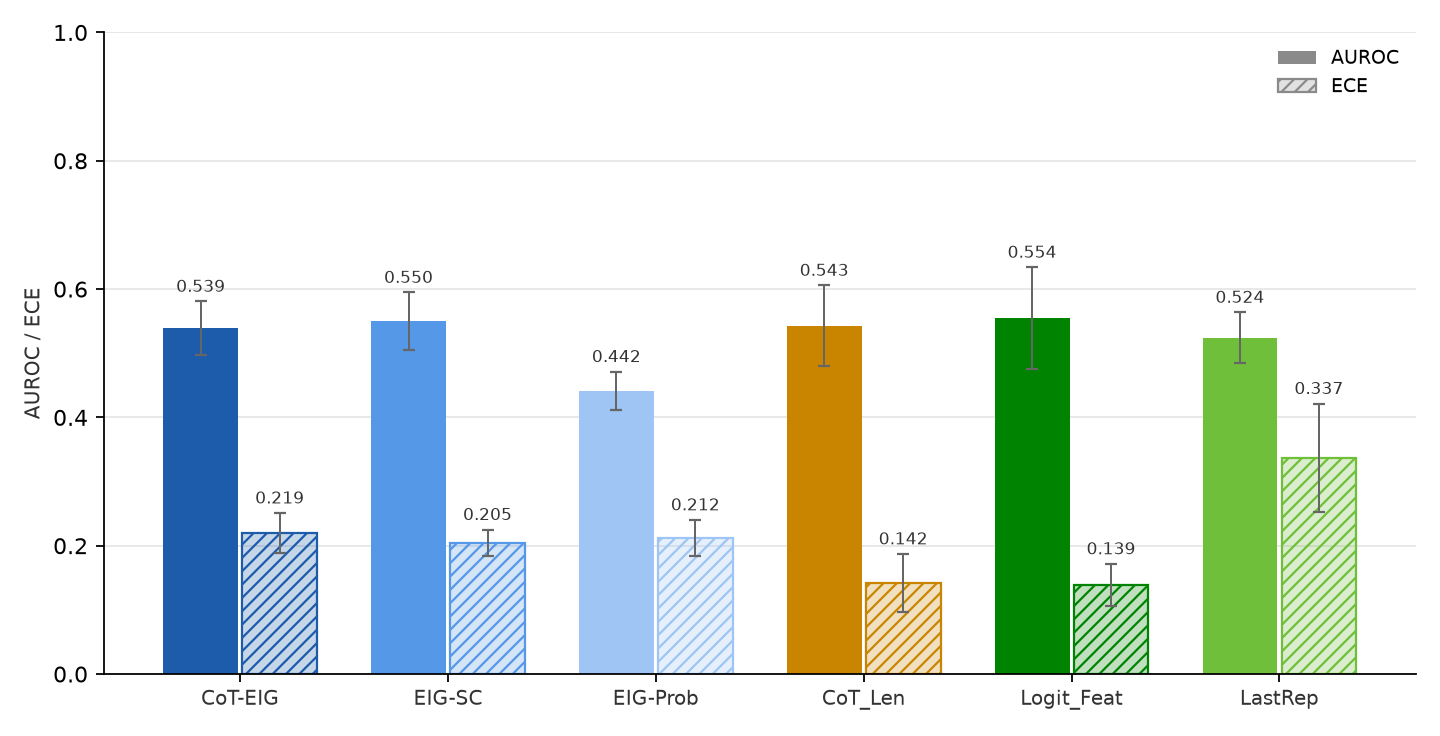 1.0
0.8
0.6
0.4
0.2
0.0
AUROC / ECE
AUROC
ECE
0.539
0.219
0.550
0.205
0.442
0.212
0.543
0.142
0.554
0.139
0.524
0.337
CoT-EIG
EIG-SC
EIG-Prob
CoT_Len
Logit_Feat
LastRep